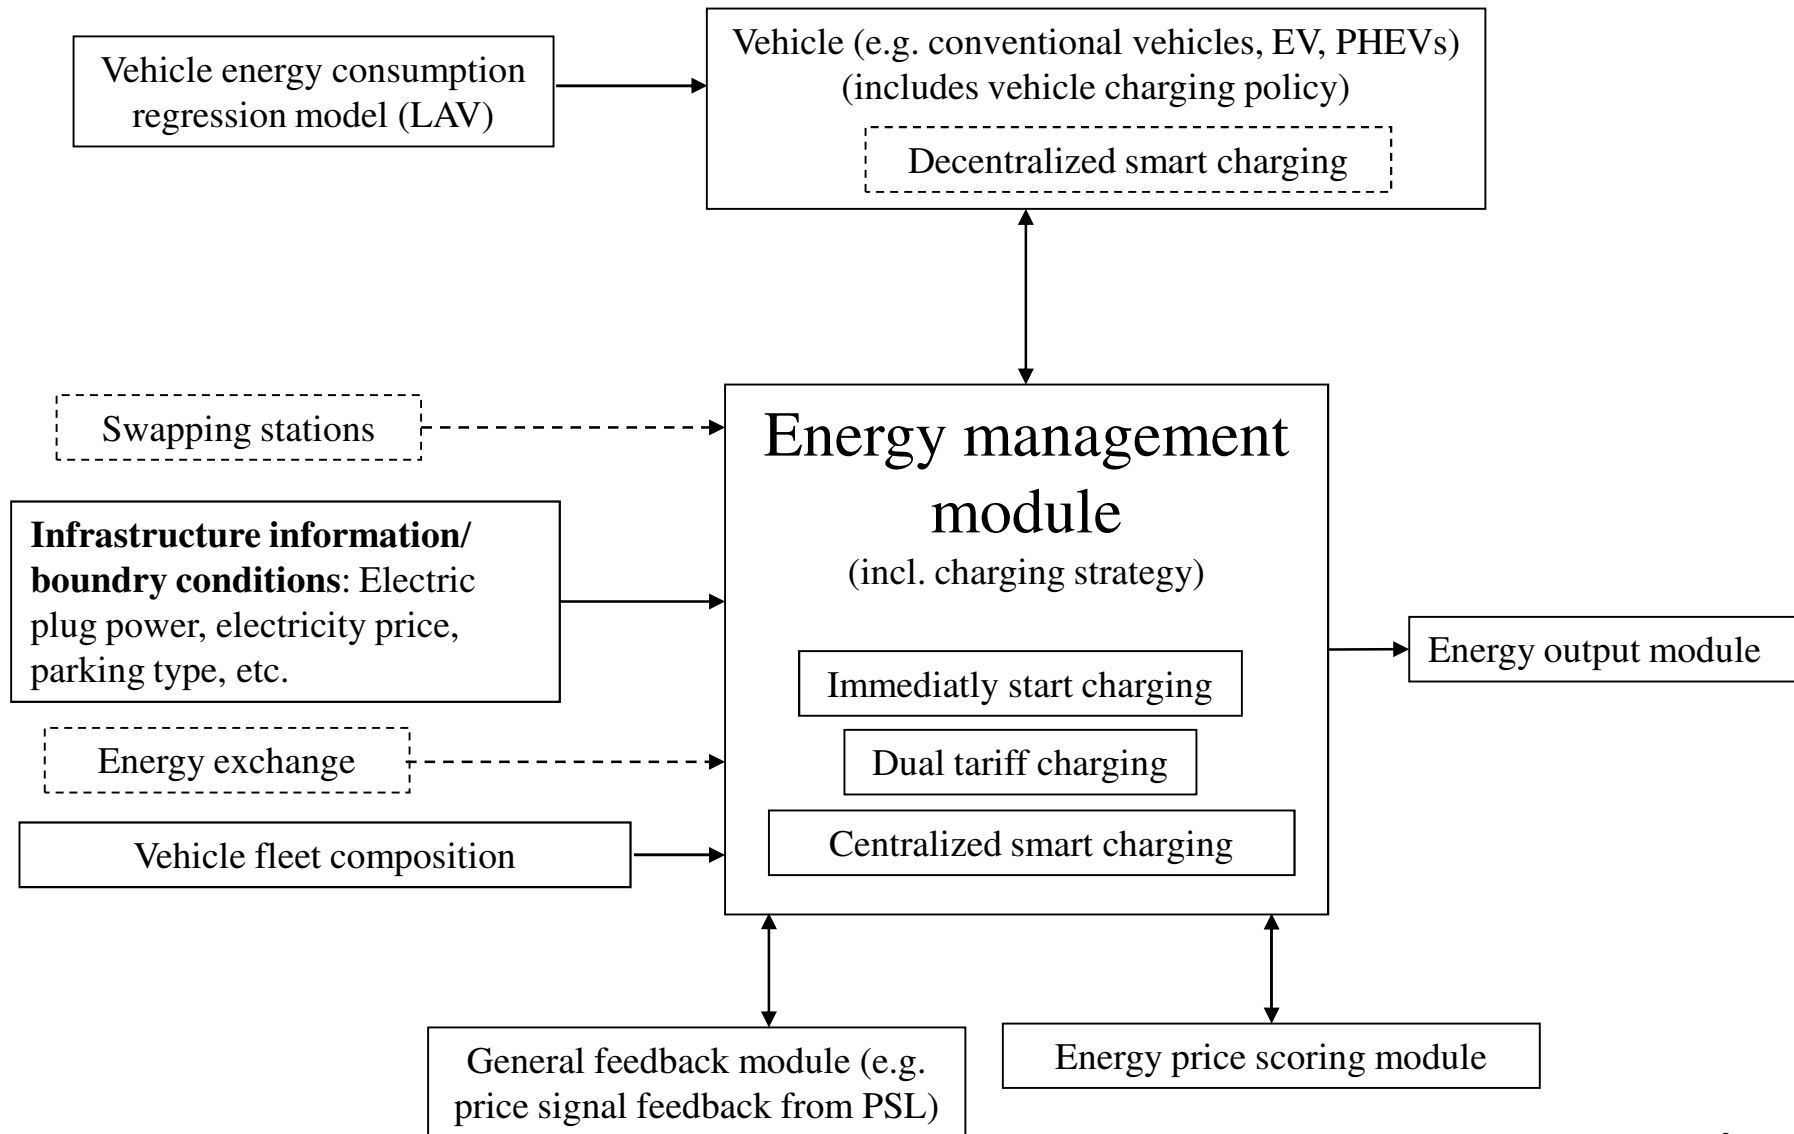 Vehicle energy consumption
regression model (LAV)
Vehicle (e.g. conventional vehicles, EV, PHEVs)
(includes vehicle charging policy)
Decentralized smart charging
Swapping stations
Infrastructure information/
boundry conditions: Electric
plug power, electricity price,
parking type, etc.
Energy exchange
Vehicle fleet composition
Energy management
module
(incl. charging strategy)
Immediatly start charging
Dual tariff charging
Centralized smart charging
Energy output module
General feedback module (e.g.
price signal feedback from PSL)
Energy price scoring module